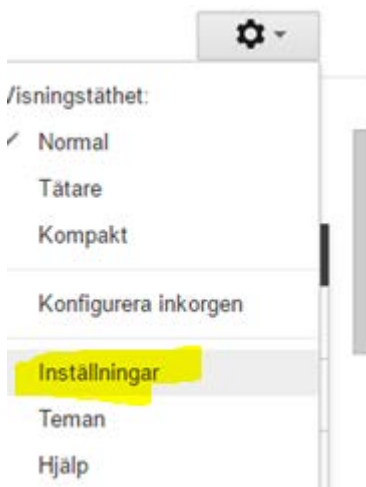 Visningstäthet:
Normal
Tätare
Kompakt
Konfigurera inkorgen
Inställningar
Teman
Hjälp